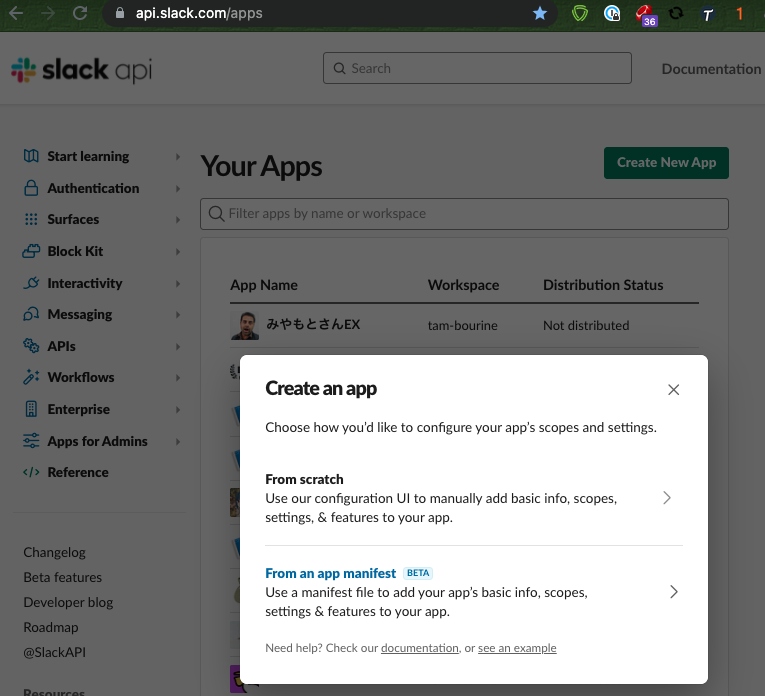 api.slack.com/apps
36
T
1
slack api
Search
Documentation
Start learning
Authentication
Surfaces
Block Kit
Interactivity
Messaging
APIs
Workflows
Enterprise
Apps for Admins
Reference
Changelog
Beta features
Developer blog
Roadmap
@SlackAPI
Resources
Your Apps
Create New App
Filter apps by name or workspace
App Name Workspace Distribution Status
みやもとさんEX tam-bourine Not distributed
Create an app
Choose how you'd like to configure your app's scopes and settings.
From scratch
Use our configuration UI to manually add basic info, scopes,
settings, & features to your app.
From an app manifest BETA
Use a manifest file to add your app's basic info, scopes,
settings & features to your app.
Need help? Check our documentation, or see an example